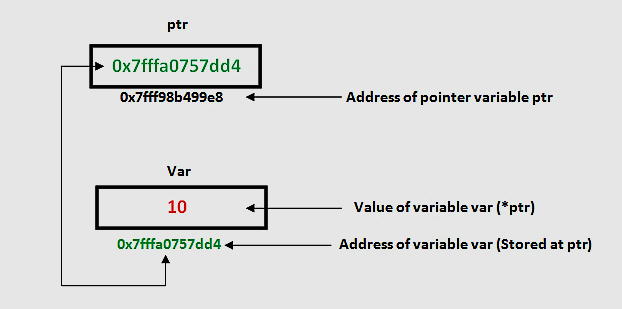 ptr
0x7fffa0757dd4
0x7fff98b499e8
Address of pointer variable ptr
Var
10
Value of variable var (*ptr)
0x7fffa0757dd4
Address of variable var (Stored at ptr)